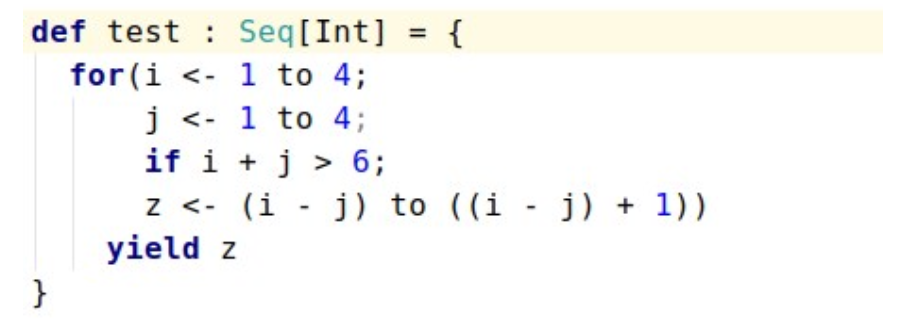 def test : Seq[Int] = {
  for(i <- 1 to 4;
      j <- 1 to 4;
      if i + j > 6;
      z <- (i - j) to ((i - j) + 1))
    yield z
}